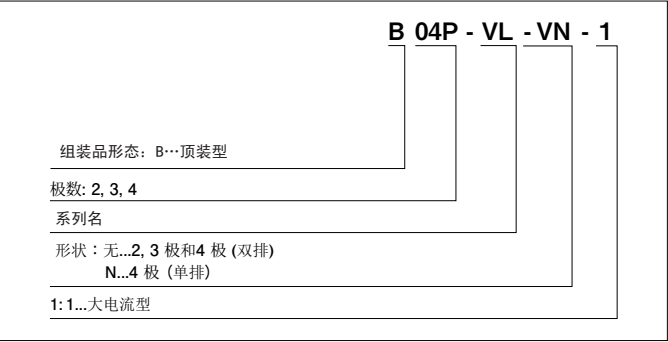 B 04P - VL - VN - 1
组装品形态：B…顶装型
极数: 2, 3, 4
系列名
形状：无...2, 3 极和4 极 (双排)
N...4 极（单排）
1: 1...大电流型